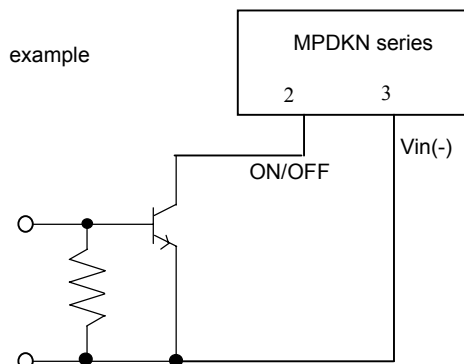 MPDKN series
example
2 3
Vin(-)
ON/OFF